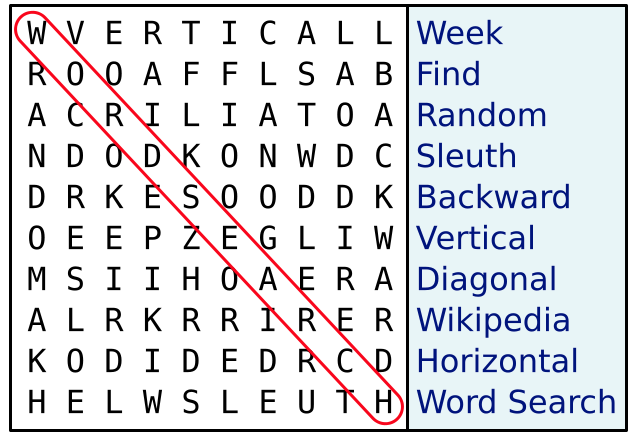 W V E R T I C A L L Week
R O O A F F L S A B Find
A C R I L I A T O A Random
N D O D K O N W D C Sleuth
D R K E S O O D D K Backward
O E E P Z E G L I W Vertical
M S I I H O A E R A Diagonal
A L R K R R I R E R Wikipedia
K O D I D E D R C D Horizontal
H E L W S L E U T H Word Search